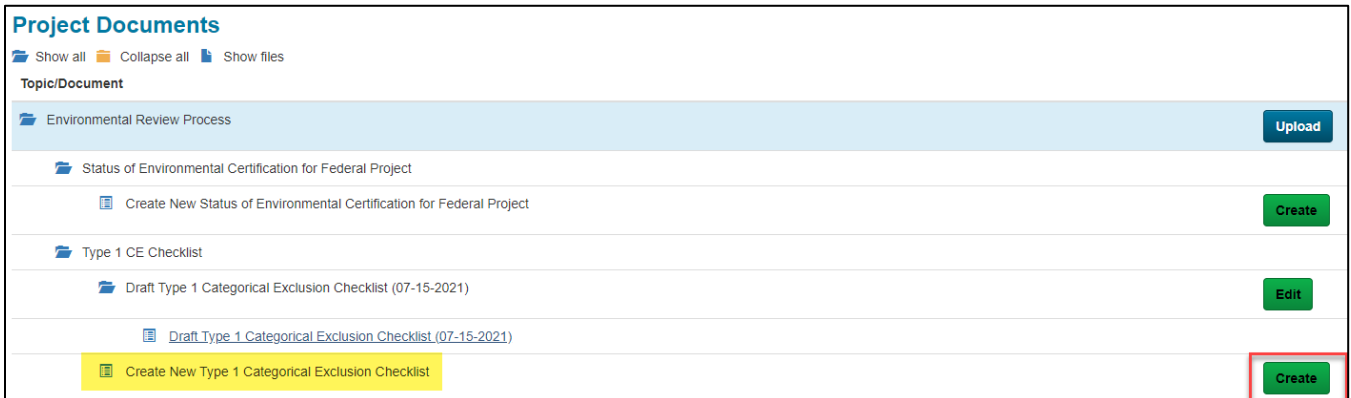 Project Documents
Show all Collapse all Show files
Topic/Document
Environmental Review Process
Upload
Status of Environmental Certification for Federal Project
Create New Status of Environmental Certification for Federal Project
Create
Type 1 CE Checklist
Draft Type 1 Categorical Exclusion Checklist (07-15-2021)
Edit
Draft Type 1 Categorical Exclusion Checklist (07-15-2021)
Create New Type 1 Categorical Exclusion Checklist
Create